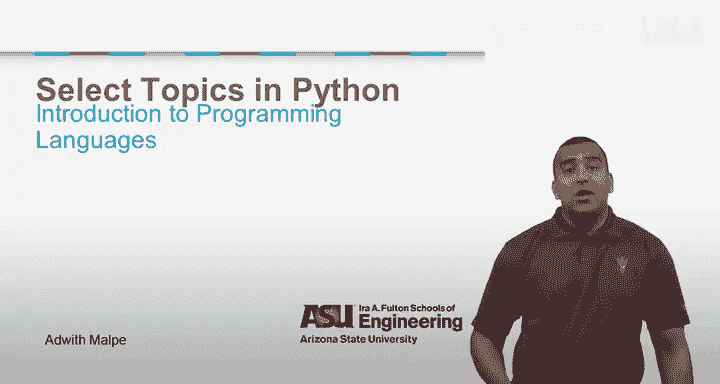 Select Topics in Python
Introduction to Programming
Languages
ASU Ira A. Fulton Schools of
Engineering
Arizona State University
Adwith Malpe